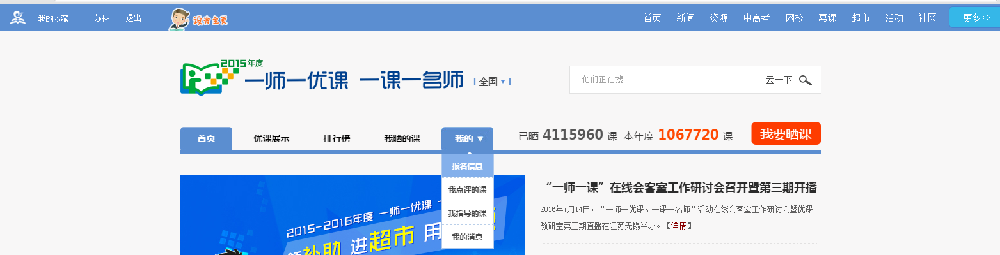 我的收藏 苏科 退出 设为主页 首页 新闻 资源 中高考 网校 慕课 超市 活动 社区 更多>>
2015年度
一师一优课 一课一名师 [ 全国 ▾ ] 他们正在搜 云一下
首页 优课展示 排行榜 我晒的课 我的 ▼ 已晒 4115960 课 本年度 1067720 课 我要晒课
报名信息
我点评的课
我指导的课
我的消息
2015-2016年度 一师一优课
补助 进超市 用
“一师一课”在线会客室工作研讨会召开暨第三期开播
2016年7月14日，“一师一优课、一课一名师”活动在线会客室工作研讨会暨优课
教研室第三期直播在江苏无锡举办。【详情】